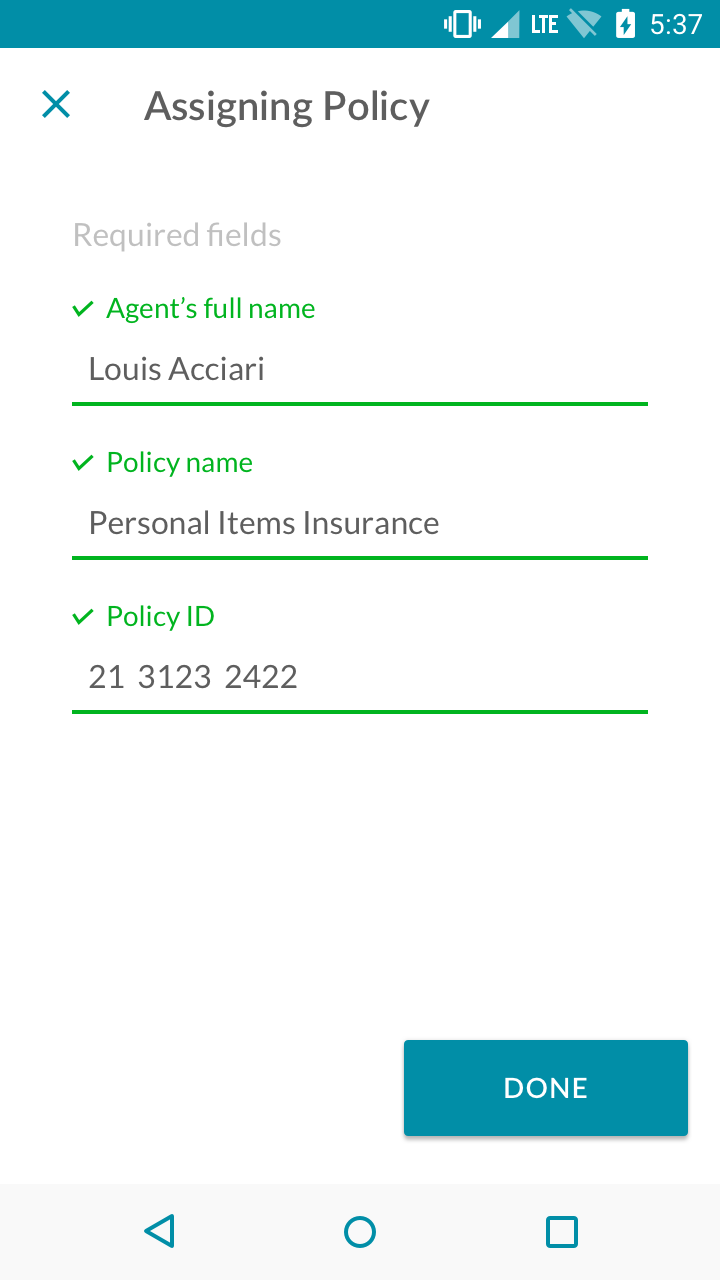 LTE 5:37
Assigning Policy
Required fields
Agent’s full name
Louis Acciari
Policy name
Personal Items Insurance
Policy ID
21 3123 2422
DONE